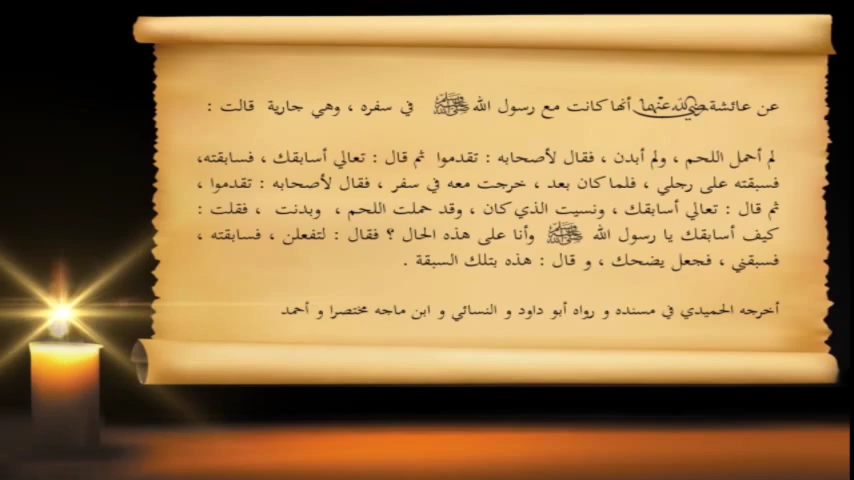 عن عائشة رضي الله عنها أنها كانت مع رسول الله ﷺ في سفره ، وهي جارية قالت :
لم أحمل اللحم ، ولم أبدن ، فقال لأصحابه : تقدموا ثم قال : تعالي أسابقك ، فسابقته،
فسبقته على رجلي ، فلما كان بعد ، خرجت معه في سفر ، فقال لأصحابه : تقدموا ،
ثم قال : تعالي أسابقك ، ونسيت الذي كان ، وقد حملت اللحم ، وبدنت ، فقلت :
كيف أسابقك يا رسول الله ﷺ وأنا على هذه الحال ؟ فقال : لتفعلن ، فسابقته ،
فسبقني ، فجعل يضحك ، و قال : هذه بتلك السبقة .
أخرجه الحميدي في مسنده و رواه أبو داود و النسائي و ابن ماجه مختصرا و أحمد